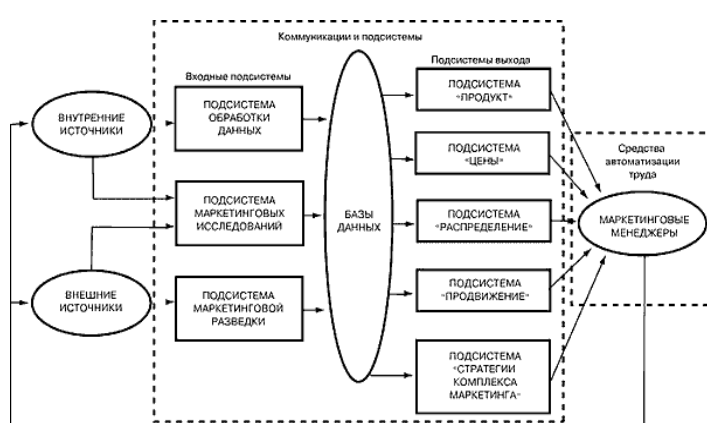 Коммуникации и подсистемы
Входные подсистемы
Подсистемы выхода
ВНУТРЕННИЕ
ИСТОЧНИКИ
ВНЕШНИЕ
ИСТОЧНИКИ
ПОДСИСТЕМА
ОБРАБОТКИ
ДАННЫХ
ПОДСИСТЕМА
МАРКЕТИНГОВЫХ
ИССЛЕДОВАНИЙ
ПОДСИСТЕМА
МАРКЕТИНГОВОЙ
РАЗВЕДКИ
БАЗЫ
ДАННЫХ
ПОДСИСТЕМА
"ПРОДУКТ"
ПОДСИСТЕМА
"ЦЕНЫ"
ПОДСИСТЕМА
"РАСПРЕДЕЛЕНИЕ"
ПОДСИСТЕМА
"ПРОДВИЖЕНИЕ"
ПОДСИСТЕМА
"СТРАТЕГИИ
КОМПЛЕКСА
МАРКЕТИНГА"
Средства
автоматизации
труда
МАРКЕТИНГОВЫЕ
МЕНЕДЖЕРЫ